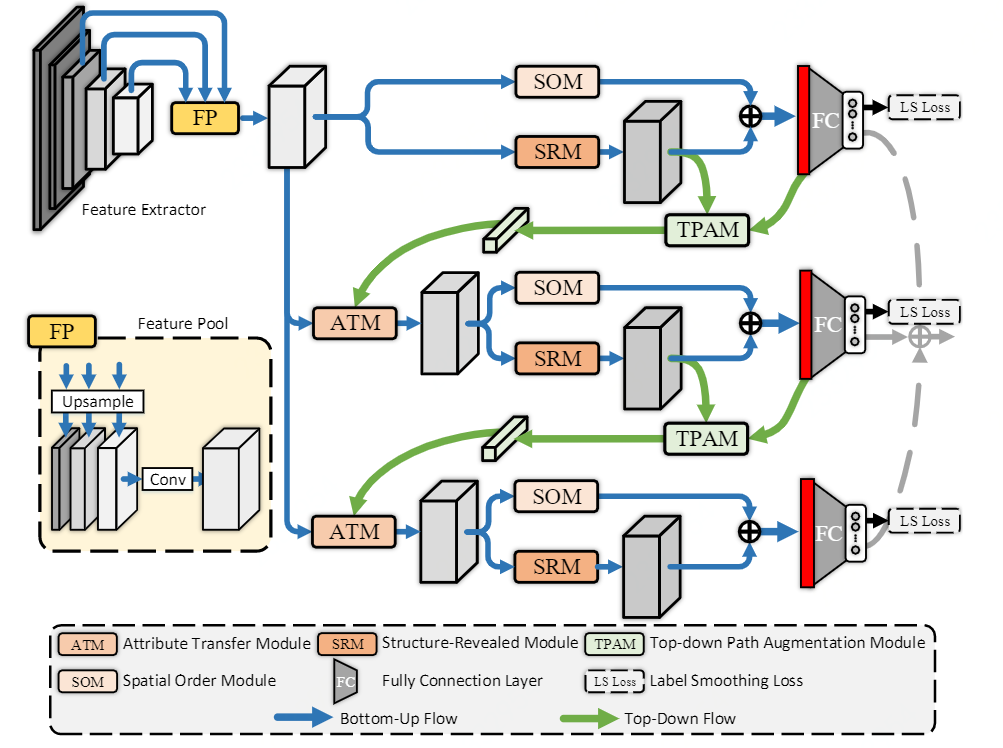 FP
Feature Extractor
SOM
SRM
FC
LS Loss
TPAM
ATM
SOM
SRM
FC
LS Loss
TPAM
ATM
SOM
SRM
FC
LS Loss
FP
Feature Pool
Upsample
Conv
ATM Attribute Transfer Module SRM Structure-Revealed Module TPAM Top-down Path Augmentation Module
SOM Spatial Order Module FC Fully Connection Layer LS Loss Label Smoothing Loss
Bottom-Up Flow Top-Down Flow